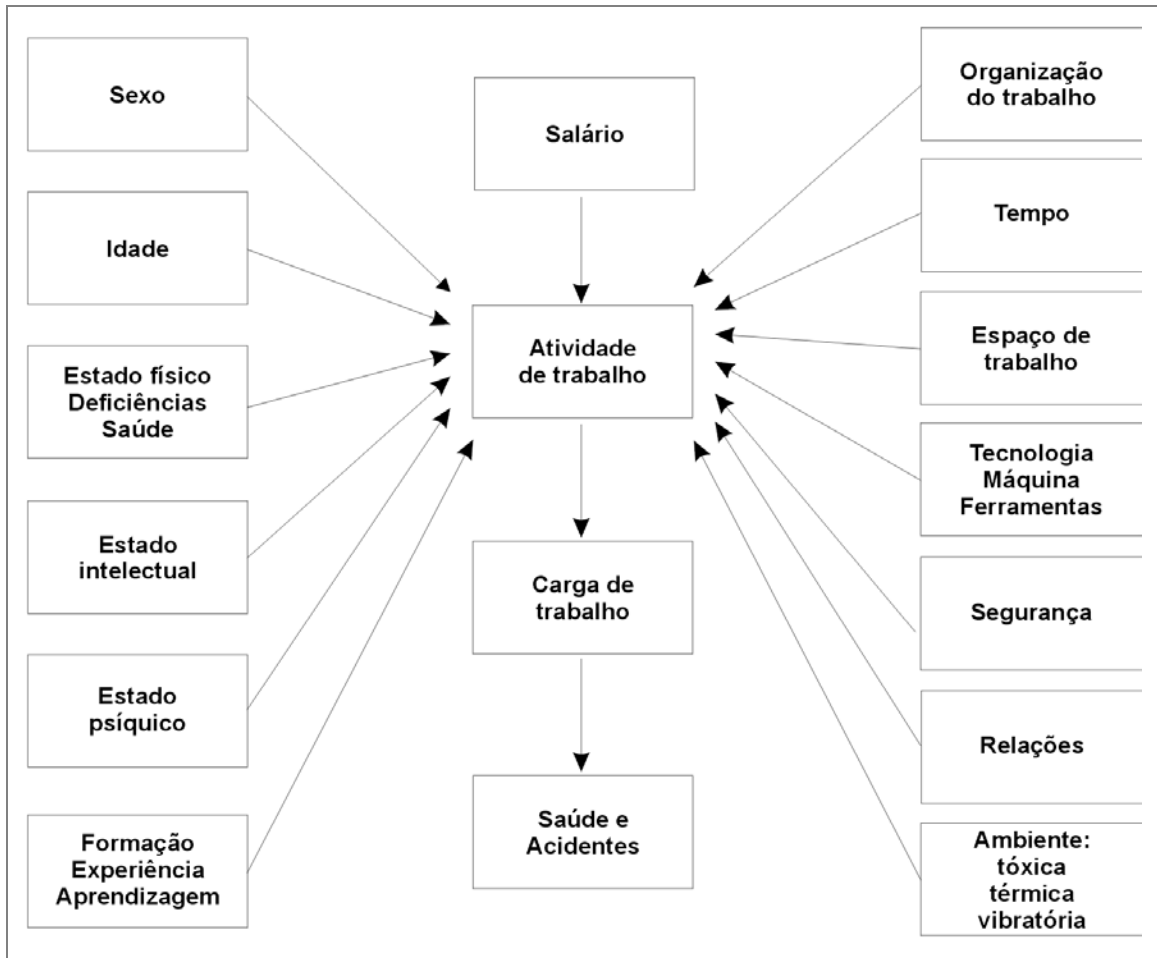 Sexo
Idade
Estado físico
Deficiências
Saúde
Estado
intelectual
Estado
psíquico
Formação
Experiência
Aprendizagem
Salário
Atividade
de trabalho
Carga de
trabalho
Saúde e
Acidentes
Organização
do trabalho
Tempo
Espaço de
trabalho
Tecnologia
Máquina
Ferramentas
Segurança
Relações
Ambiente:
tóxica
térmica
vibratória